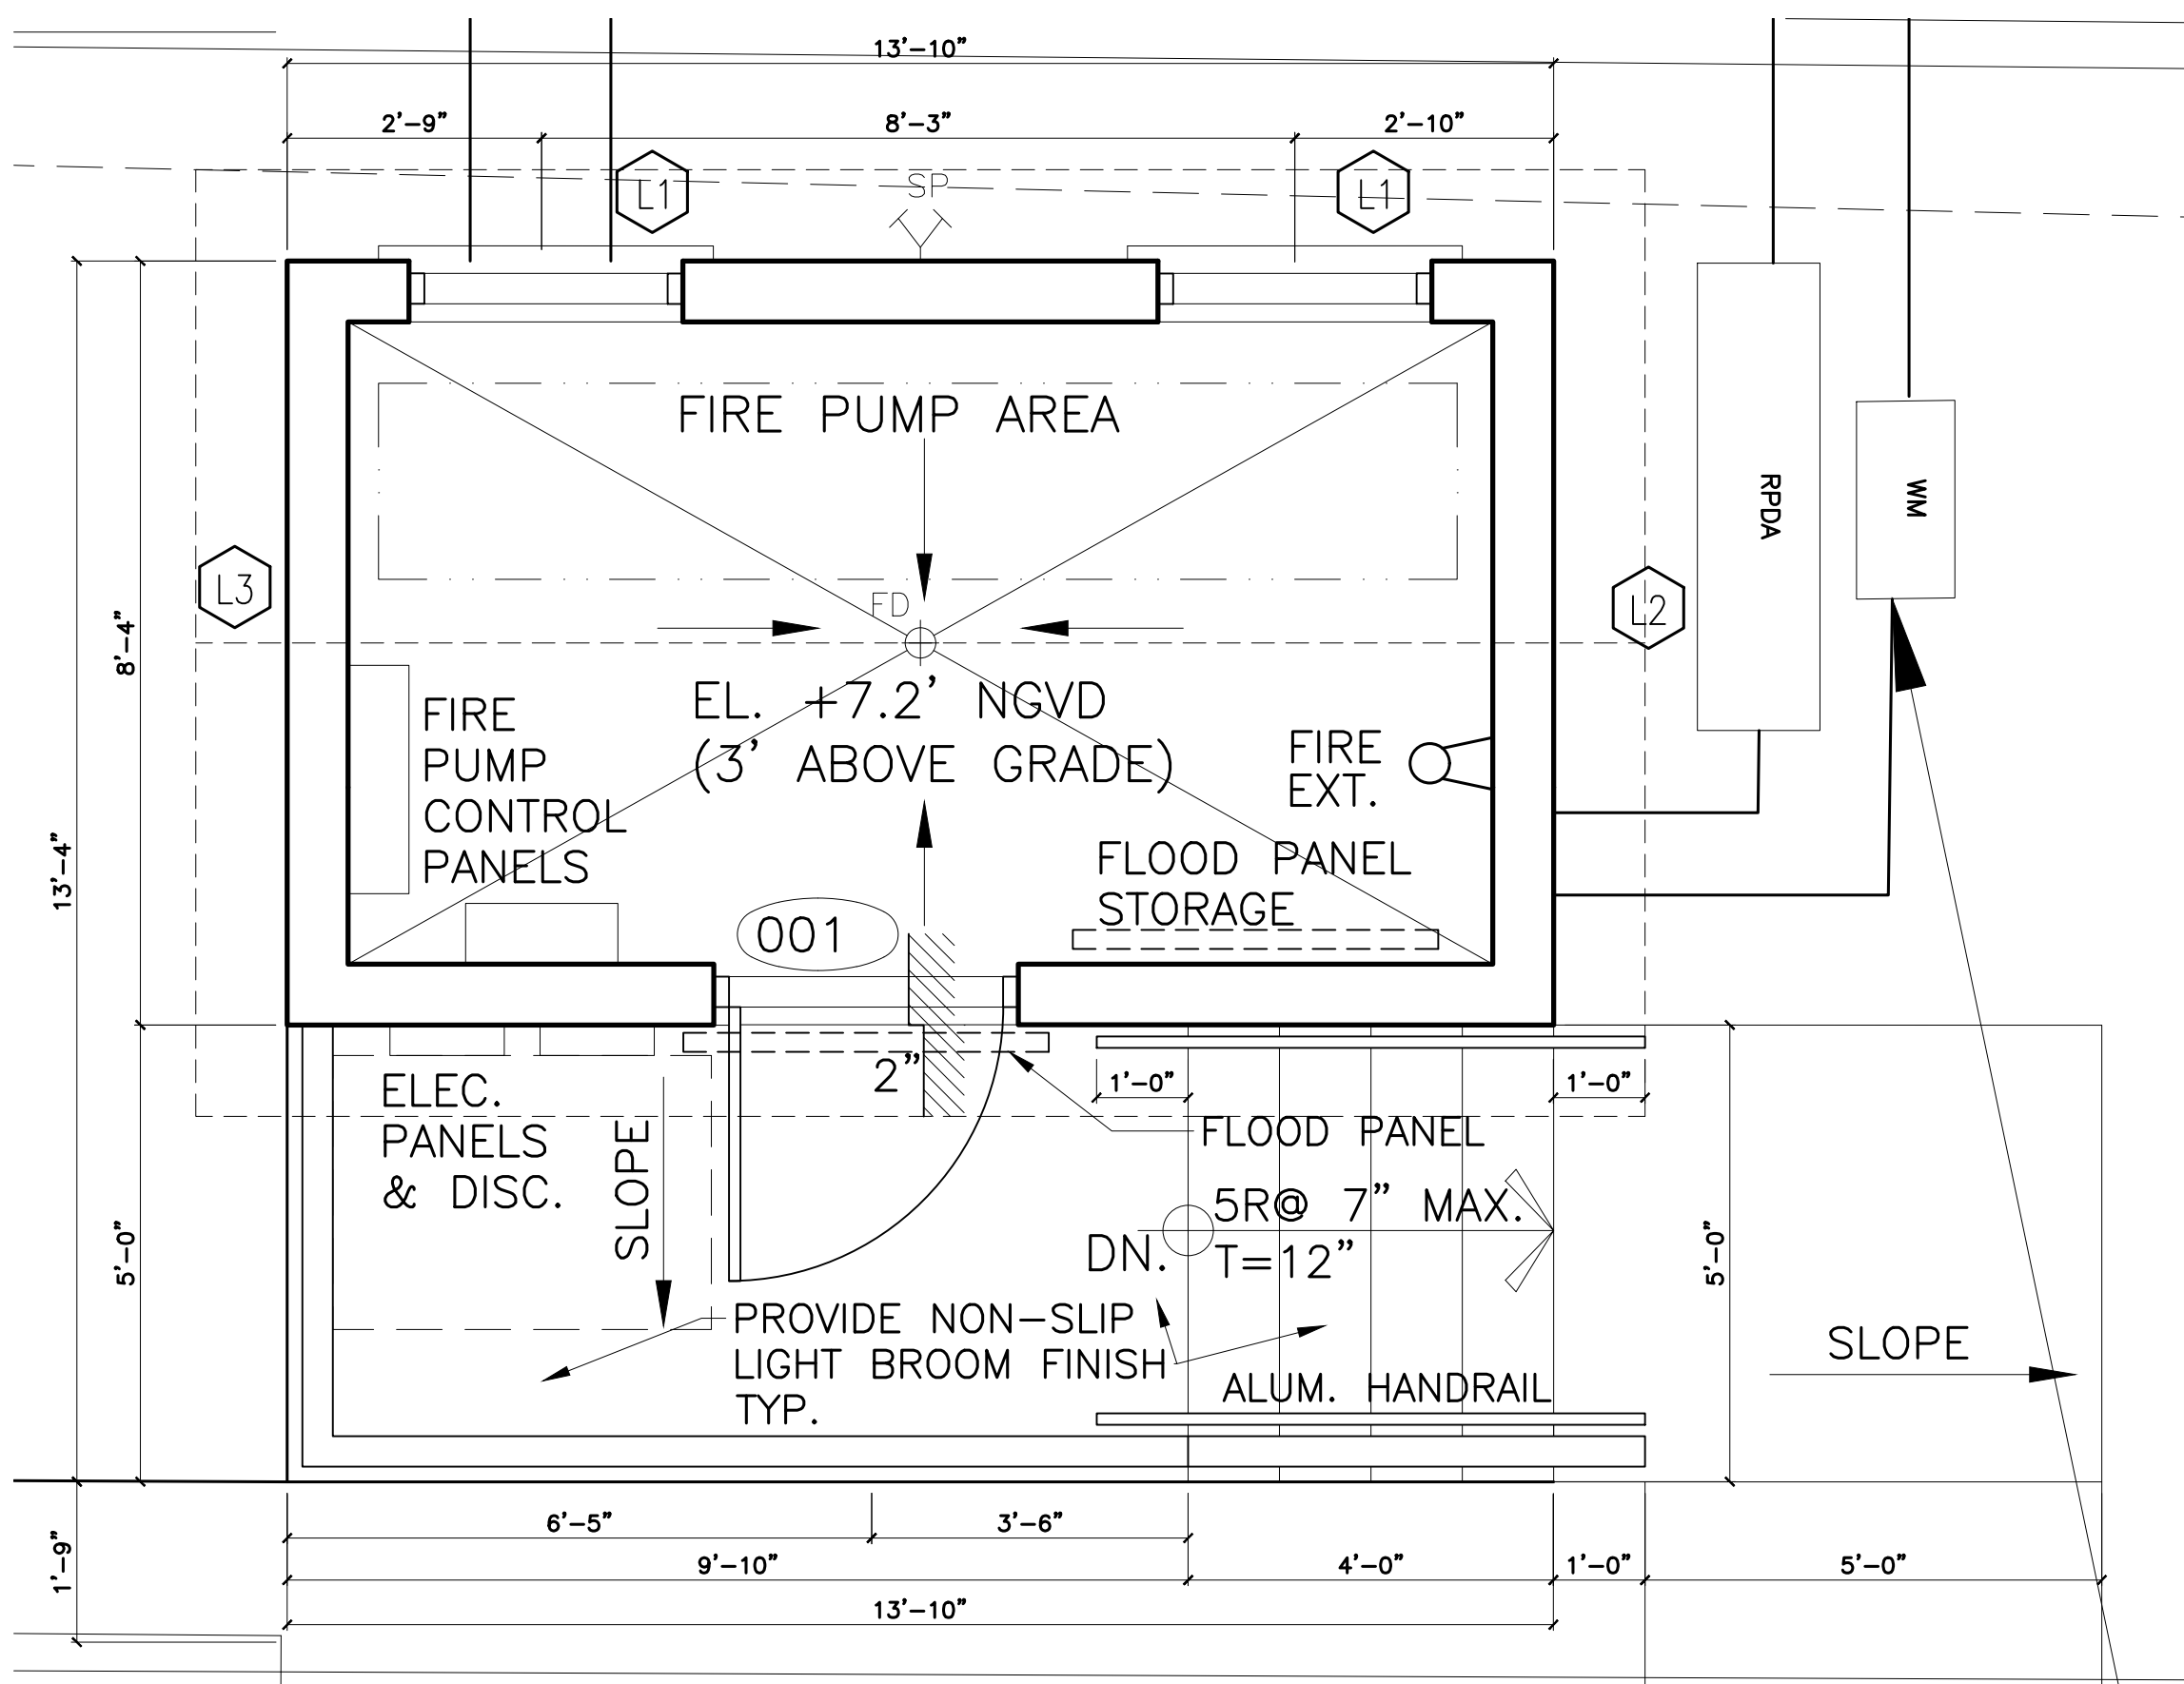 13'-10"
2'-9"
8'-3"
2'-10"
L1
SP
L1
FIRE PUMP AREA
RPDA
WM
L3
FD
L2
8'-4"
EL. +7.2' NGVD
(3' ABOVE GRADE)
FIRE
PUMP
CONTROL
PANELS
FIRE
EXT.
13'-4"
FLOOD PANEL
STORAGE
001
2"
ELEC.
PANELS
& DISC.
1'-0"
1'-0"
SLOPE
FLOOD PANEL
5R@ 7" MAX.
DN.
T=12"
5'-0"
5'-0"
PROVIDE NON-SLIP
LIGHT BROOM FINISH
TYP.
ALUM. HANDRAIL
SLOPE
6'-5"
3'-6"
1'-9"
9'-10"
4'-0"
1'-0"
5'-0"
13'-10"